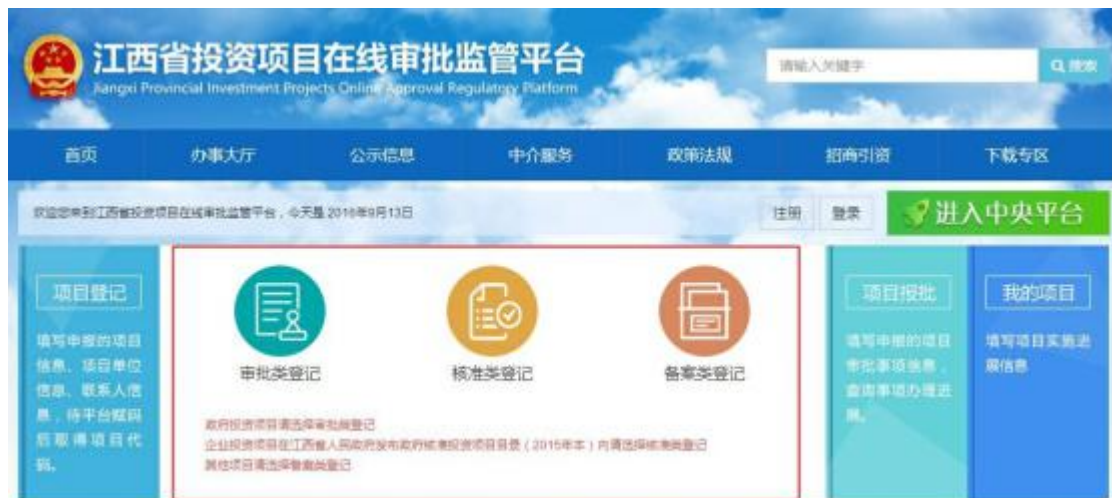 江西省投资项目在线审批监管平台
Jiangxi Provincial Investment Projects Online Approval Regulatory Platform
请输入关键字
搜索
首页 办事大厅 公示信息 中介服务 政策法规 招商引资 下载专区
欢迎您来到江西省投资项目在线审批监管平台，今天是 2016年9月13日
注册 登录 进入中央平台
项目登记
填写申报的项目
信息、项目单位
信息、联系人信
息，待平台赋码
后取得项目代
码。
审批类登记 核准类登记 备案类登记
政府投资项目请选择审批类登记
企业投资项目在江西省人民政府发布政府核准投资项目目录（2015年本）内请选择核准类登记
其他项目请选择备案类登记
项目报批
填写申报的项目
审批事项信息，
查询事项办理进
展。
我的项目
填写项目实施进
展信息